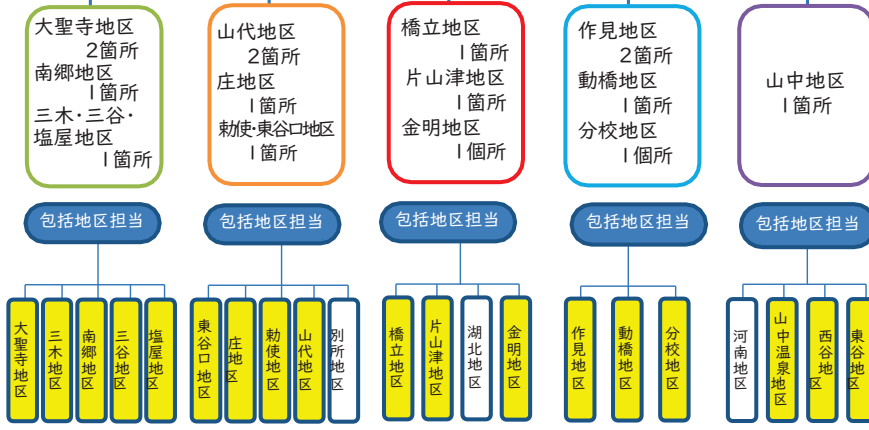 大聖寺地区
2箇所
南郷地区
1箇所
三木・三谷・
塩屋地区
1箇所
山代地区
2箇所
庄地区
1箇所
勅使・東谷口地区
1箇所
橋立地区
1箇所
片山津地区
1箇所
金明地区
1個所
作見地区
2箇所
動橋地区
1箇所
分校地区
1個所
山中地区
1箇所
包括地区担当
包括地区担当
包括地区担当
包括地区担当
包括地区担当
大聖寺地区
三木地区
南郷地区
三谷地区
塩屋地区
東谷口地区
庄地区
勅使地区
山代地区
別所地区
橋立地区
片山津地区
湖北地区
金明地区
作見地区
動橋地区
分校地区
河南地区
山中温泉地区
西谷地区
東谷地区